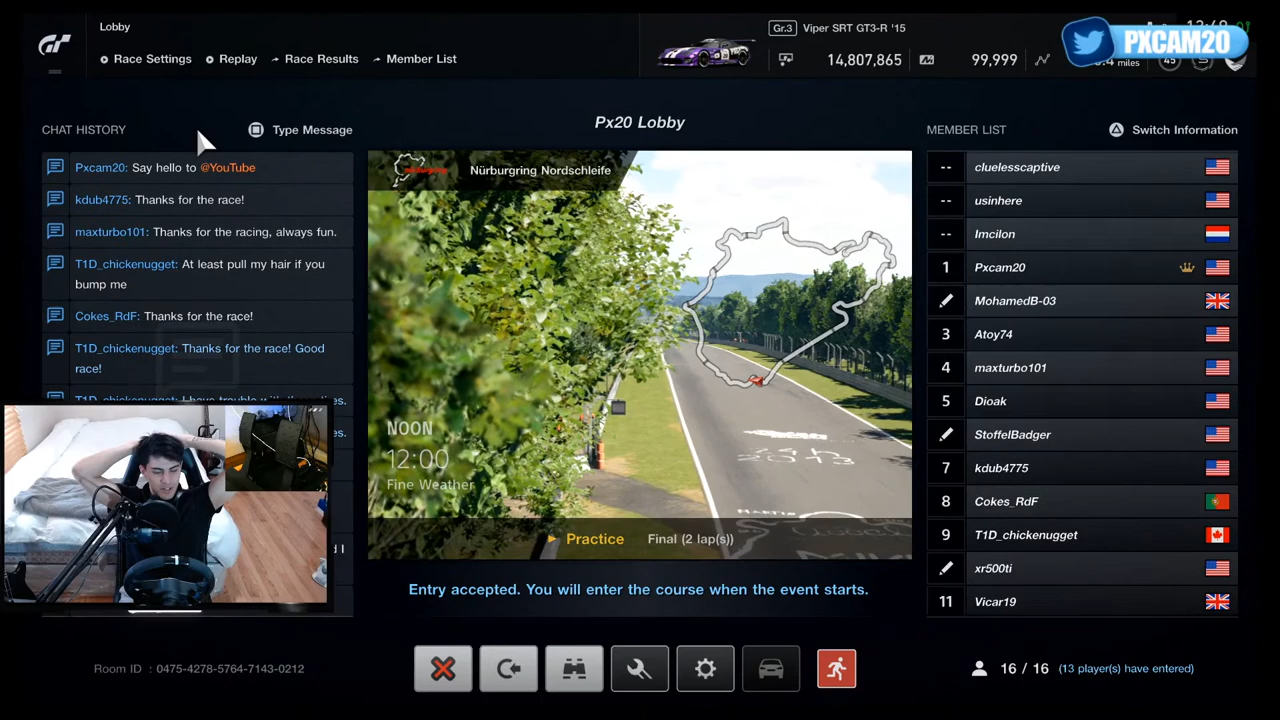 Lobby
Race Settings
Replay
Race Results
Member List
Gr.3
Viper SRT GT3-R '15
14,807,865
99,999
miles
45
PXCAM20
CHAT HISTORY
Type Message
Px20 Lobby
MEMBER LIST
Switch Information
Pxcam20: Say hello to @YouTube
kdub4775: Thanks for the race!
maxturbo101: Thanks for the racing, always fun.
T1D_chickenugget: At least pull my hair if you
bump me
Cokes_RdF: Thanks for the race!
T1D_chickenugget: Thanks for the race! Good
race!
Nürburgring Nordschleife
NOON
12:00
Fine Weather
Practice
Final (2 lap(s))
Entry accepted. You will enter the course when the event starts.
-- cluelesscaptive
-- usinhere
-- Imcilon
1 Pxcam20
MohamedB-03
3 Atoy74
4 maxturbo101
5 Dioak
StoffelBadger
7 kdub4775
8 Cokes_RdF
9 T1D_chickenugget
xr500ti
11 Vicar19
Room ID : 0475-4278-5764-7143-0212
16 / 16
(13 player(s) have entered)